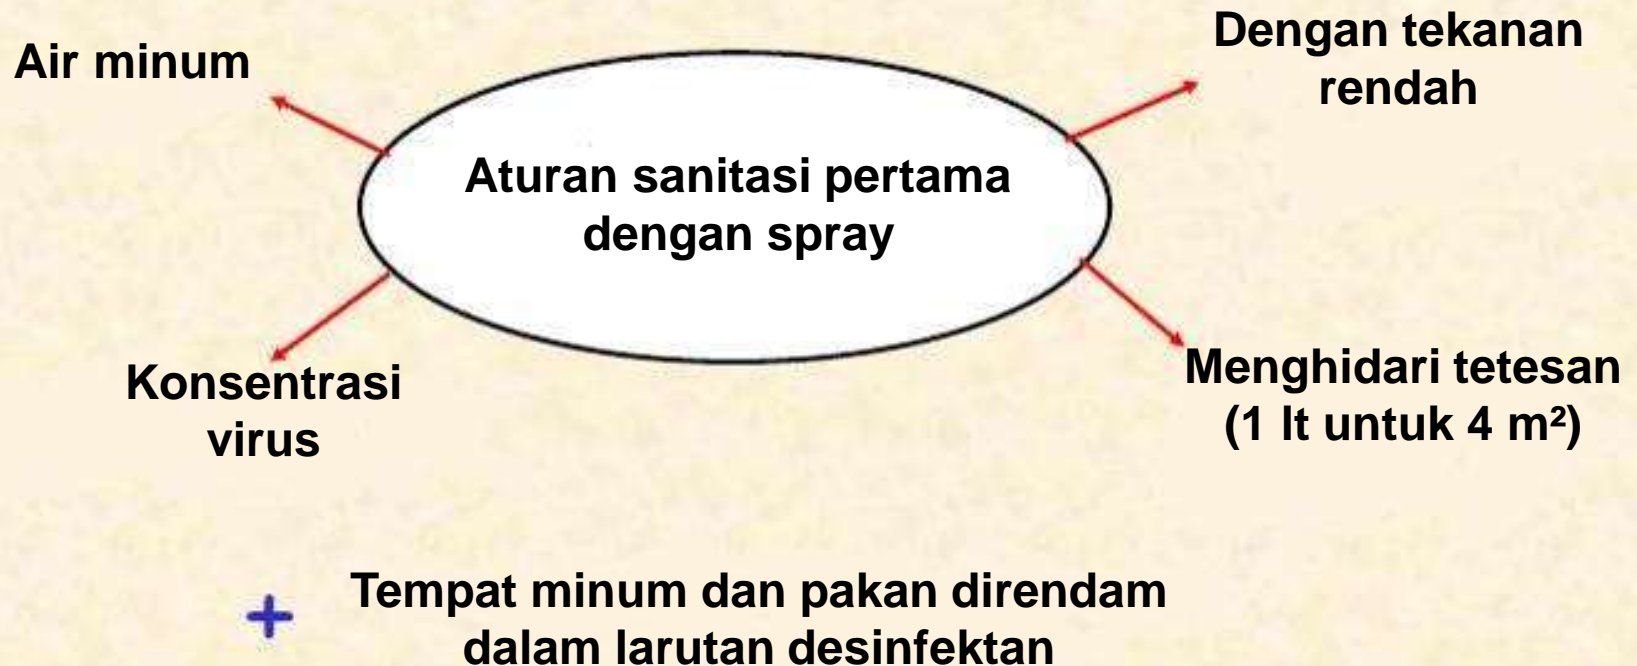 Air minum
Dengan tekanan
rendah
Aturan sanitasi pertama
dengan spray
Konsentrasi
virus
Menghidari tetesan
(1 lt untuk 4 m²)
+ Tempat minum dan pakan direndam
dalam larutan desinfektan